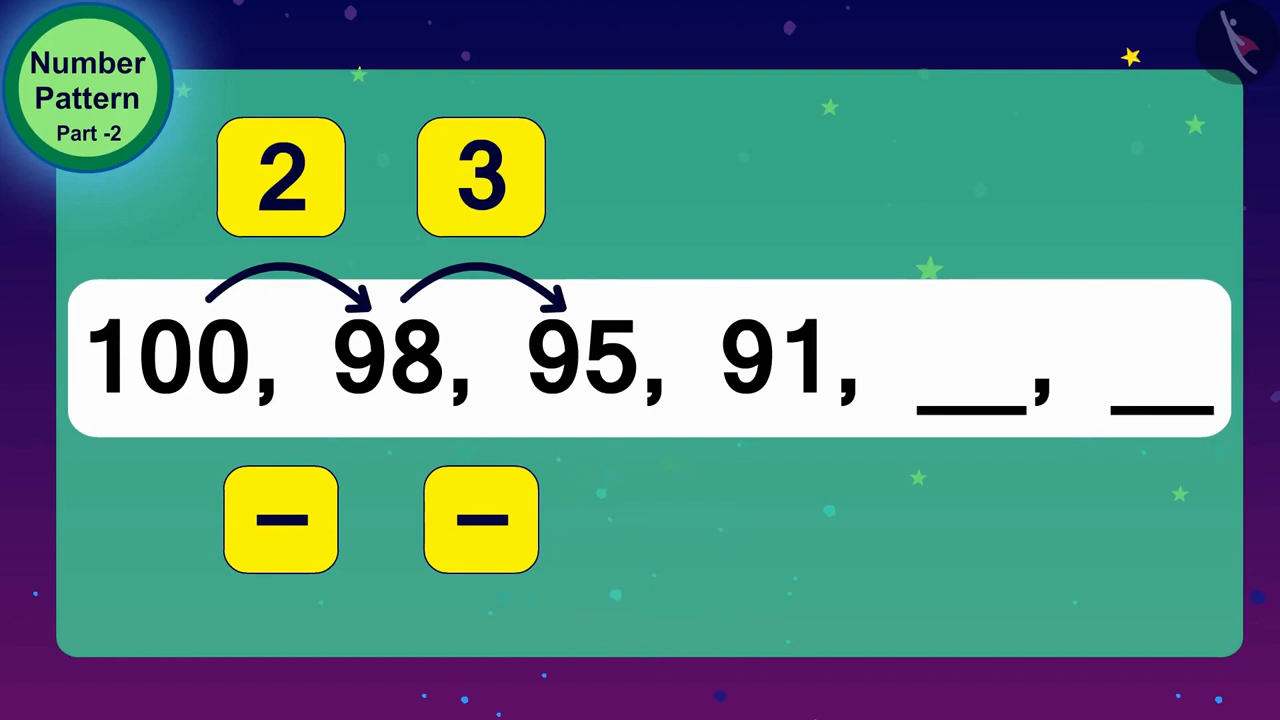 Number
Pattern
Part -2
2 3
100, 98, 95, 91, __, __
– –